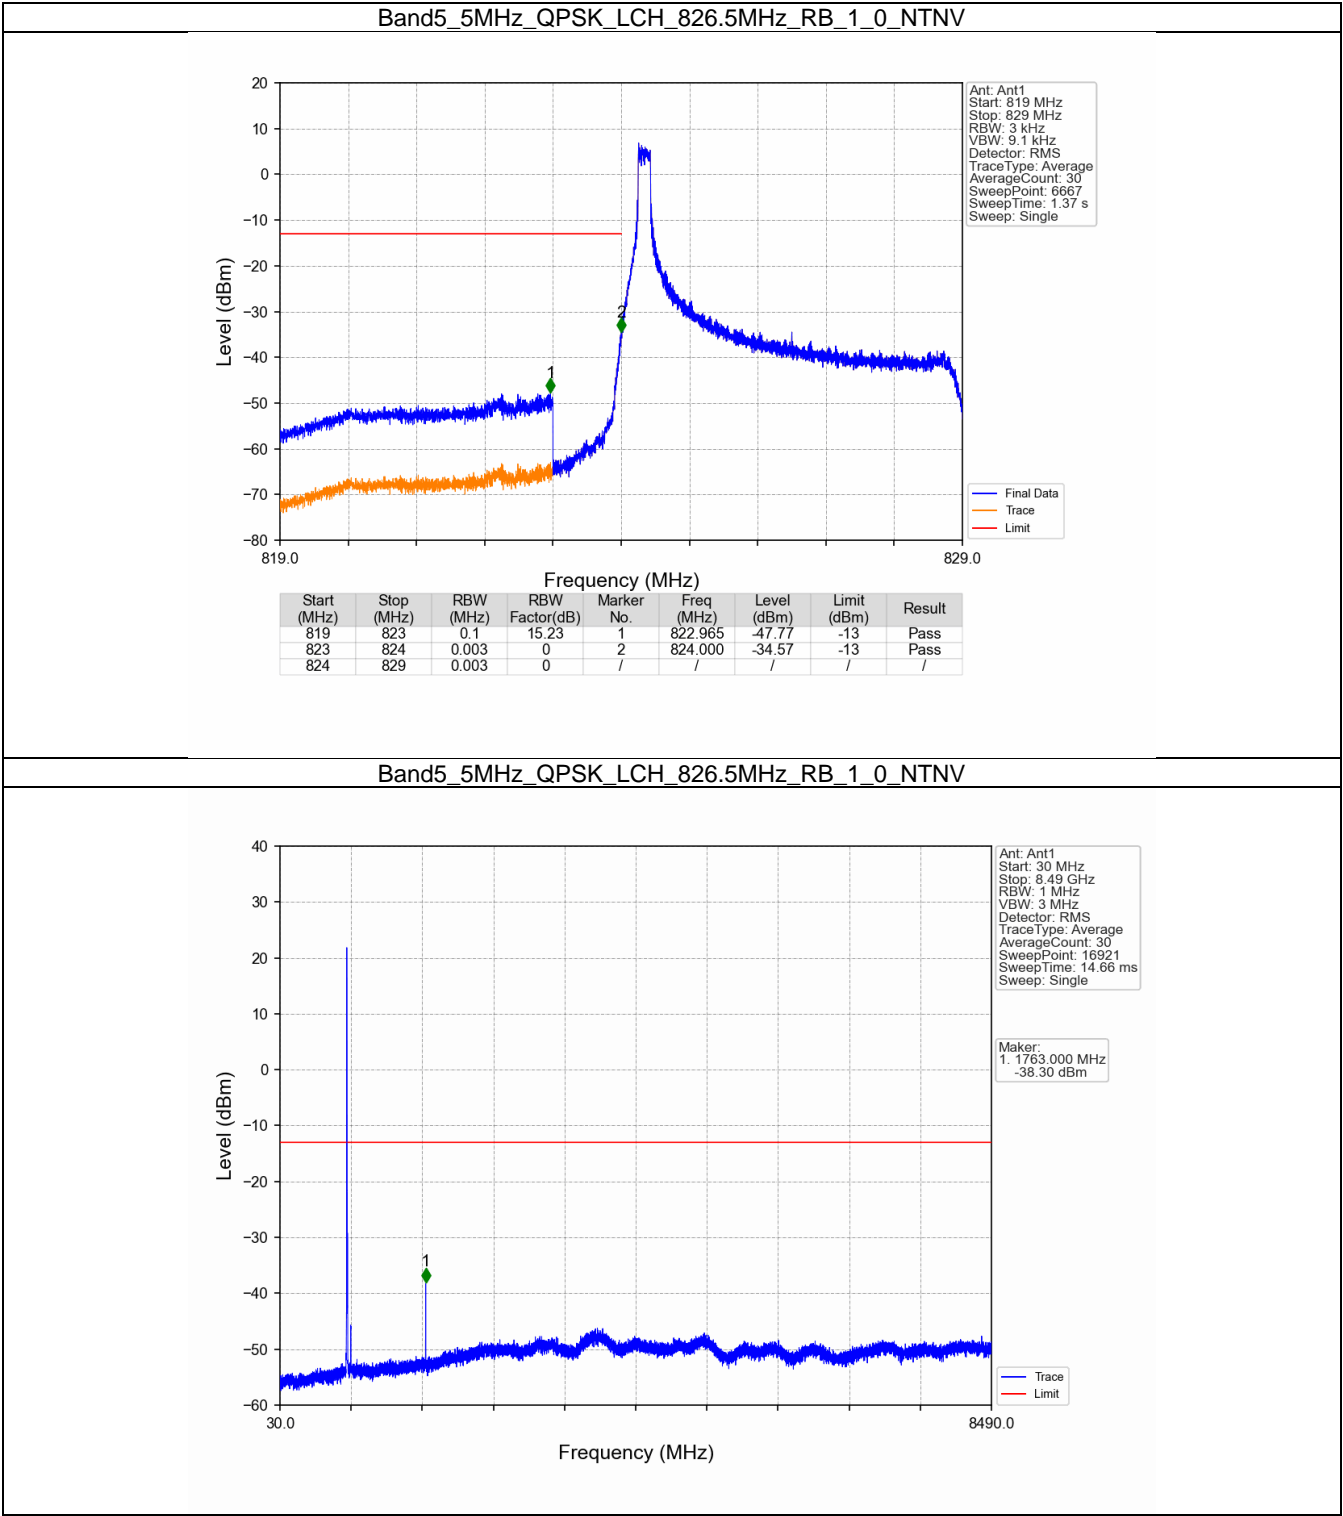 Band5_5MHz_QPSK_LCH_826.5MHz_RB_1_0_NTNV
20
10
0
−10
−20
−30
−40
−50
−60
−70
−80
Level (dBm)
1
2
819.0
829.0
Frequency (MHz)
Ant: Ant1
Start: 819 MHz
Stop: 829 MHz
RBW: 3 kHz
VBW: 9.1 kHz
Detector: RMS
TraceType: Average
AverageCount: 30
SweepPoint: 6667
SweepTime: 1.37 s
Sweep: Single
Final Data
Trace
Limit
Start (MHz) Stop (MHz) RBW (MHz) RBW Factor(dB) Marker No. Freq (MHz) Level (dBm) Limit (dBm) Result
819 823 0.1 15.23 1 822.965 -47.77 -13 Pass
823 824 0.003 0 2 824.000 -34.57 -13 Pass
824 829 0.003 0 / / / / /
Band5_5MHz_QPSK_LCH_826.5MHz_RB_1_0_NTNV
40
30
20
10
0
−10
−20
−30
−40
−50
−60
Level (dBm)
1
30.0
8490.0
Frequency (MHz)
Ant: Ant1
Start: 30 MHz
Stop: 8.49 GHz
RBW: 1 MHz
VBW: 3 MHz
Detector: RMS
TraceType: Average
AverageCount: 30
SweepPoint: 16921
SweepTime: 14.66 ms
Sweep: Single
Maker:
1. 1763.000 MHz
-38.30 dBm
Trace
Limit